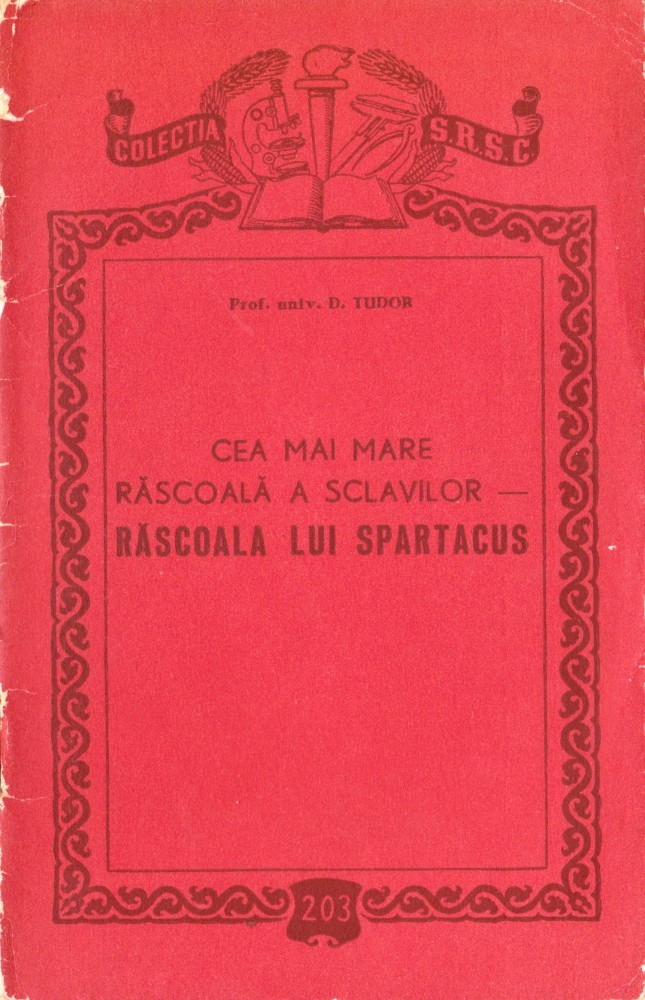 COLECTIA S.R.S.C.
Prof. univ. D. TUDOR
CEA MAI MARE
RĂSCOALĂ A SCLAVILOR —
RĂSCOALA LUI SPARTACUS
203